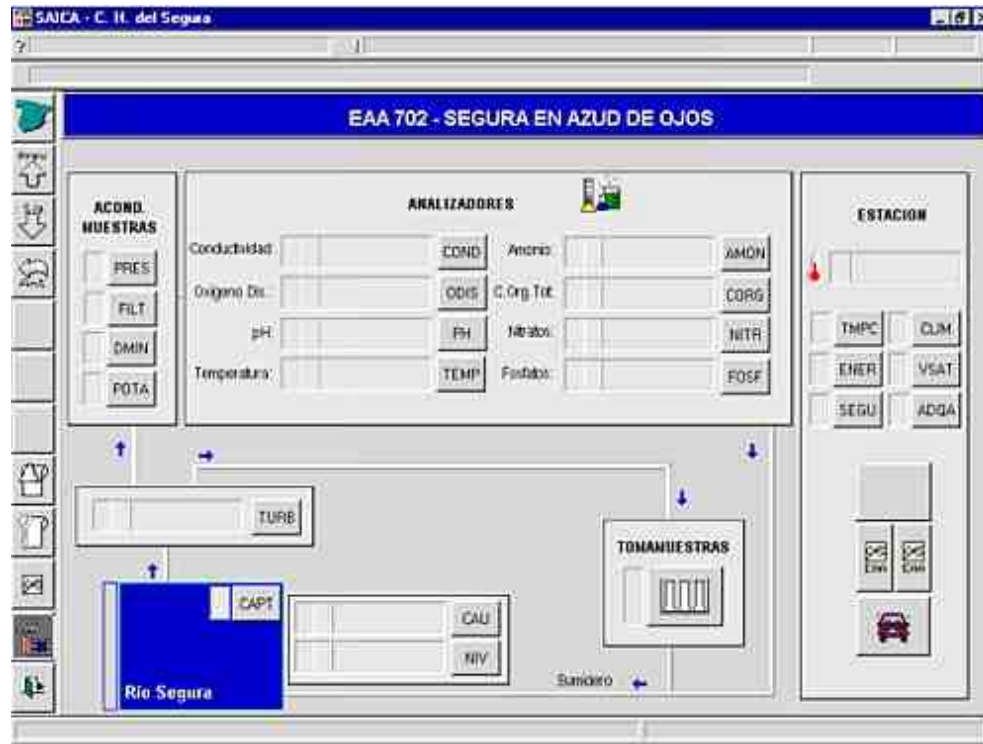 SAICA - C. H. del Segura
?
EAA 702 - SEGURA EN AZUD DE OJOS
ACOND.
MUESTRAS
PRES
FILT
DMIN
POTA
ANALIZADORES
Conductividad:
COND
Amonio:
AMON
Oxígeno Dis.:
ODIS
C.Org.Tot:
CORG
pH:
PH
Nitratos:
NITR
Temperatura:
TEMP
Fosfatos:
FOSF
ESTACION
TMPC
CLIM
ENER
VSAT
SEGU
ADQA
TURB
CAPT
Río Segura
CAU
NIV
TOMAMUESTRAS
Sumidero